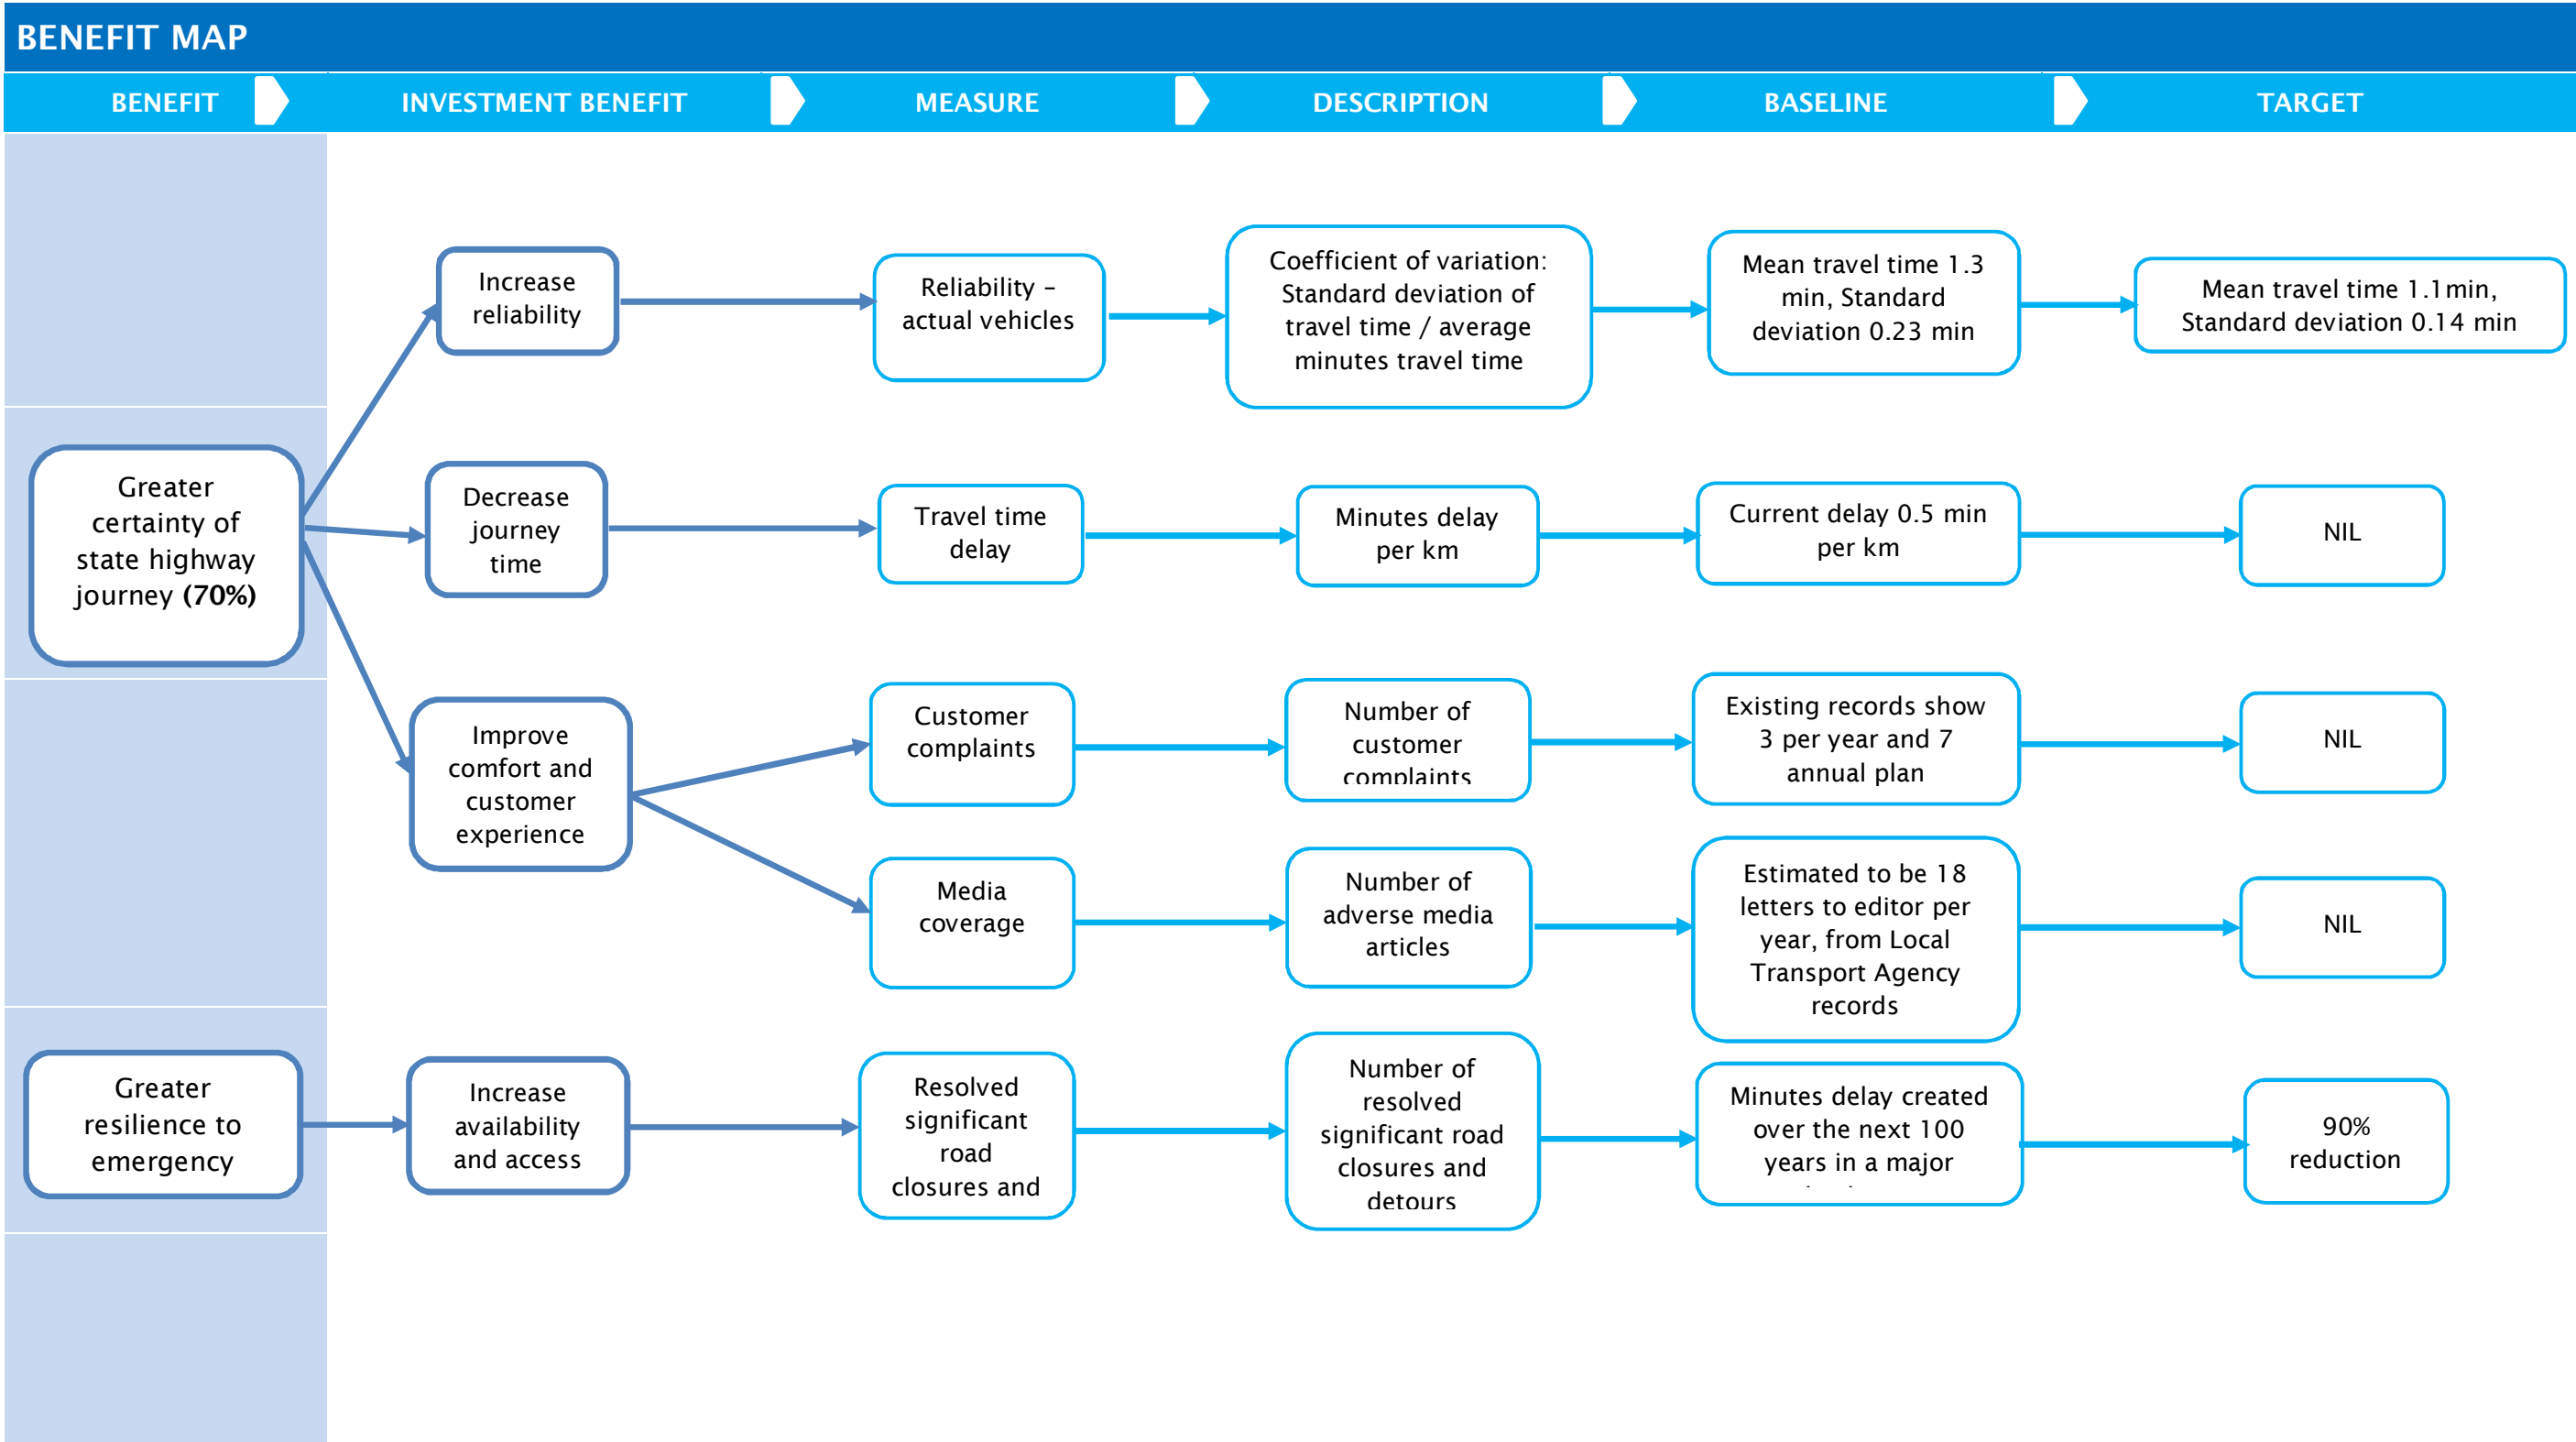 BENEFIT MAP
BENEFIT
INVESTMENT BENEFIT
MEASURE
DESCRIPTION
BASELINE
TARGET
Greater
certainty of
state highway
journey (70%)
Increase
reliability
Reliability –
actual vehicles
Coefficient of variation:
Standard deviation of
travel time / average
minutes travel time
Mean travel time 1.3
min, Standard
deviation 0.23 min
Mean travel time 1.1min,
Standard deviation 0.14 min
Decrease
journey
time
Travel time
delay
Minutes delay
per km
Current delay 0.5 min
per km
NIL
Improve
comfort and
customer
experience
Customer
complaints
Number of
customer
complaints
Existing records show
3 per year and 7
annual plan
NIL
Media
coverage
Number of
adverse media
articles
Estimated to be 18
letters to editor per
year, from Local
Transport Agency
records
NIL
Greater
resilience to
emergency
Increase
availability
and access
Resolved
significant
road
closures and
Number of
resolved
significant road
closures and
detours
Minutes delay created
over the next 100
years in a major
90%
reduction